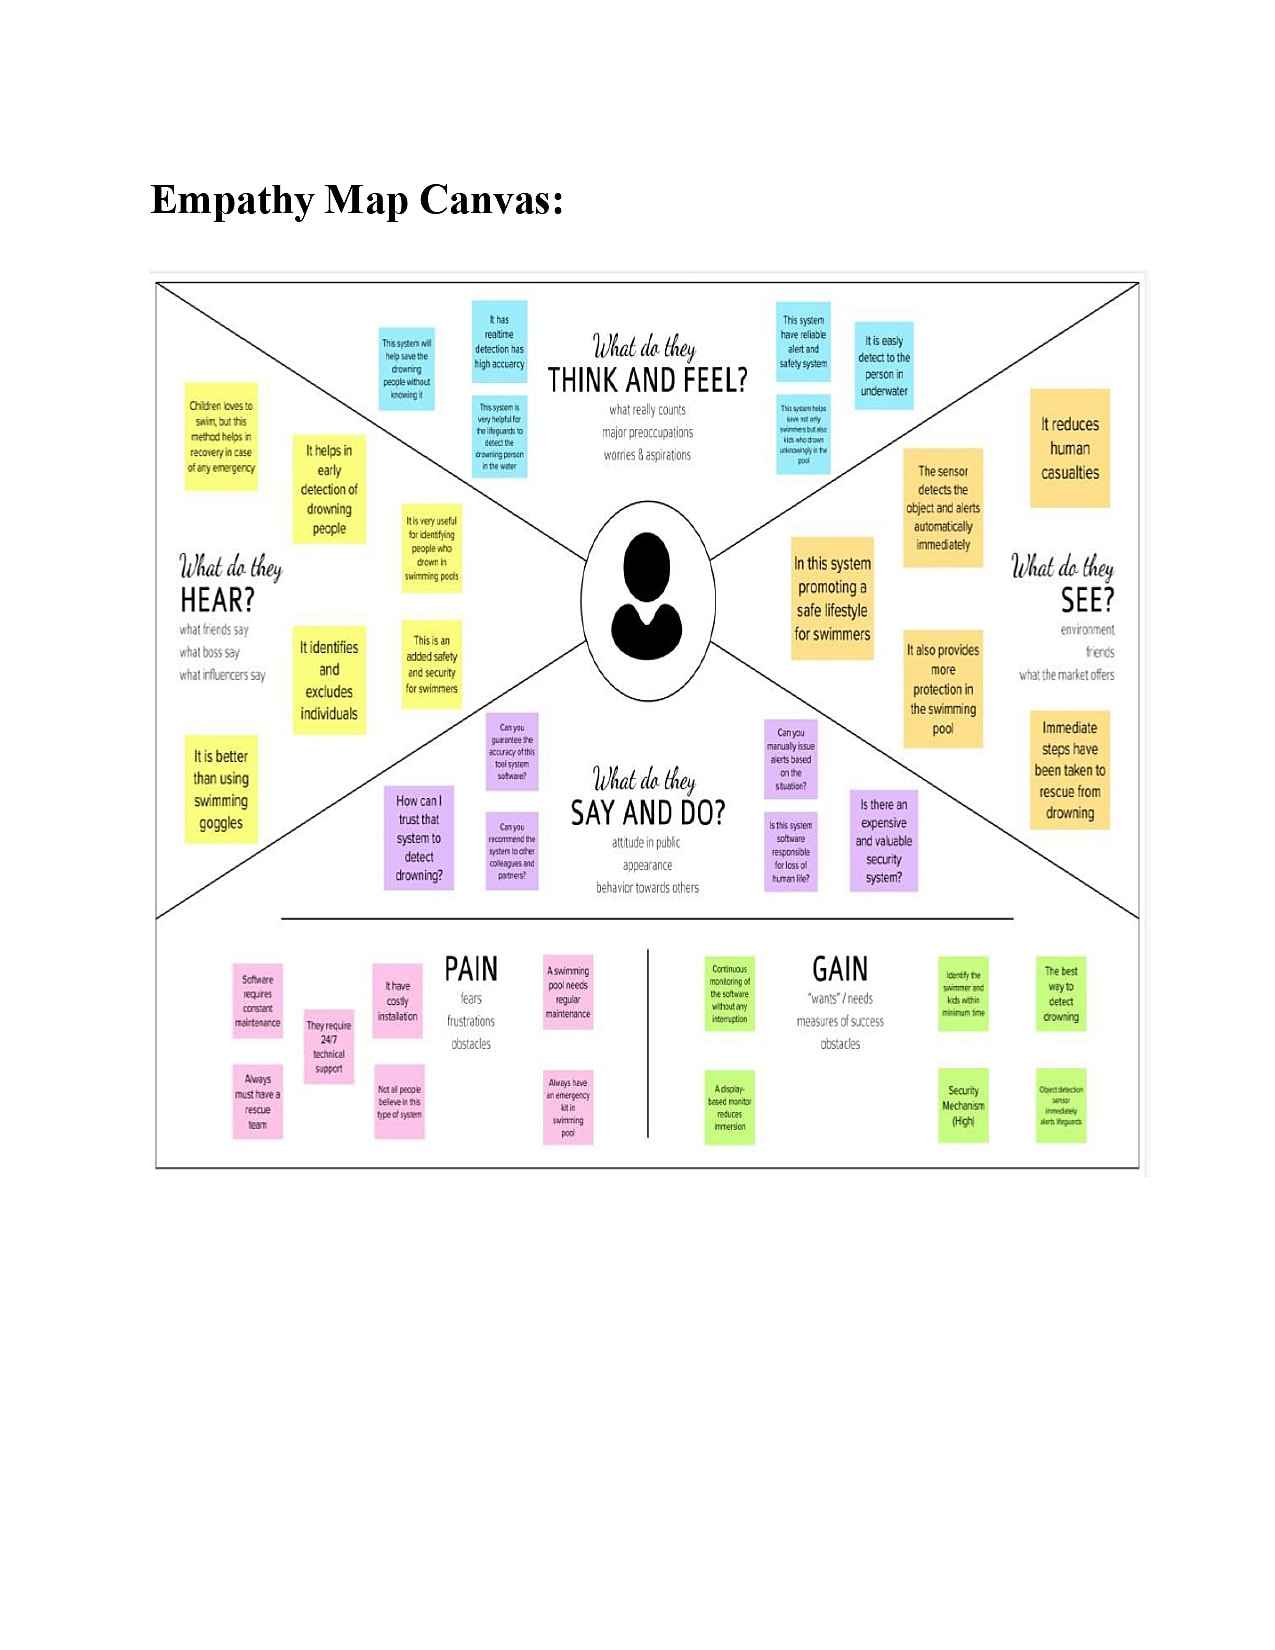 Empathy Map Canvas:
This system will
help save the
drowning
people without
knowing it
It has
realtime
detection has
high accuarcy
This system is
very helpful for
the lifeguards to
detect the
drowning person
in the water
What do they
THINK AND FEEL?
what really counts
major preoccupations
worries & aspirations
This system
have reliable
alert and
safety system
It is easly
detect to the
person in
underwater
This system helps
save not only
swimmers but also
kids who drown
unknowingly in the
pool
Children loves to
swim, but this
method helps in
recovery in case
of any emergency
It helps in
early
detection of
drowing
people
It is very useful
for identifying
people who
drown in
swimming pools
What do they
HEAR?
what friends say
what boss say
what influencers say
It identifies
and
excludes
individuals
This is an
added safety
and security
for swimmers
It is better
than using
swimming
goggles
It reduces
human
casualties
The sensor
detects the
object and alerts
automatically
immediately
In this system
promoting a
safe lifestyle
for swimmers
What do they
SEE?
environment
friends
what the market offers
It also provides
more
protection in
the swimming
pool
Immediate
steps have
been taken to
rescue from
drowning
Can you
guarantee the
accuracy of this
tool system
software?
How can I
trust that
system to
detect
drowing?
Can you
recommend the
system to other
colleagues and
partners?
What do they
SAY AND DO?
attitude in public
appearance
behavior towards others
Can you
manually issue
alerts based
on the
situation?
Is this system
software
responsible
for loss of
human life?
Is there an
expensive
and valuable
security
system?
PAIN
fears
frustrations
obstacles
Software
requires
constant
maintenance
They require
24/7
technical
support
It have
costly
installation
A swimming
pool needs
regular
maintenance
Always
must have a
rescue
team
Not all people
believe in this
type of system
Always have
an emergency
kit in
swimming
pool
GAIN
"wants" / needs
measures of success
obstacles
Continuous
monitoring of
the software
without any
interruption
Identify the
swimmer and
kids within
minimum time
The best
way to
detect
drowning
A display-
based monitor
reduces
immersion
Security
Mechanism
(High)
Object detection
sensor
immediately
alerts lifeguards